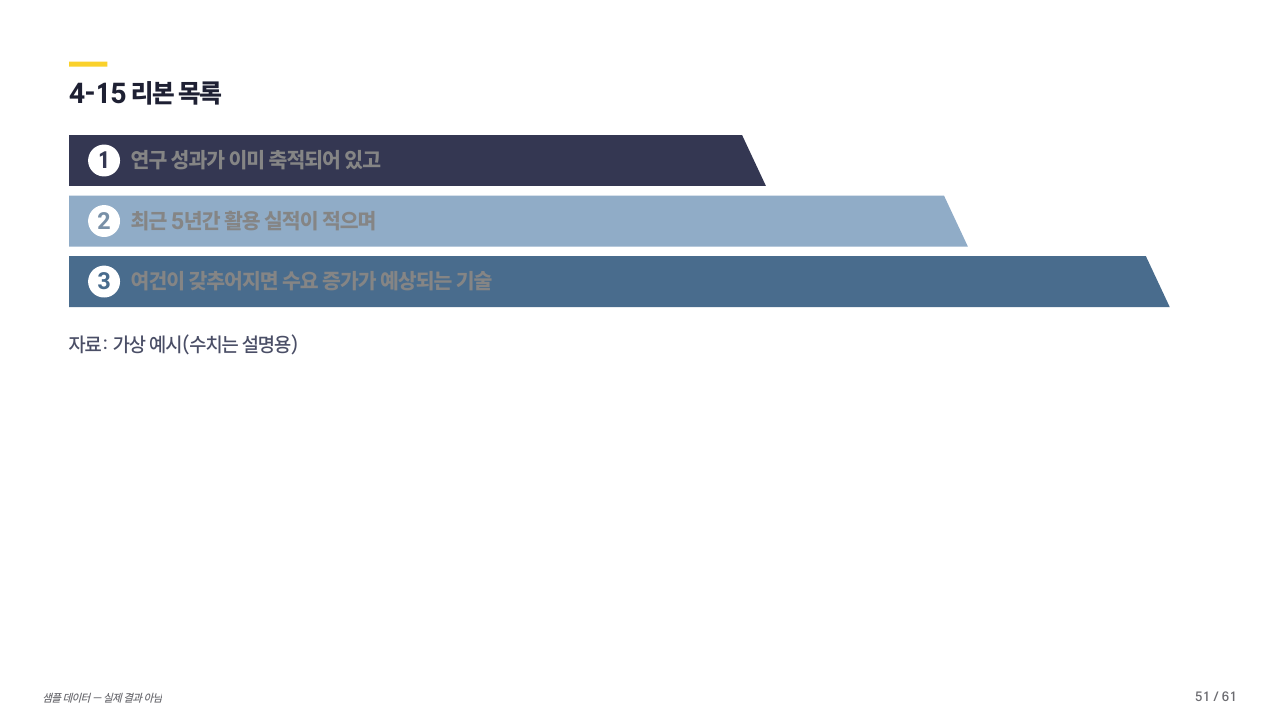 4-15 리본 목록
1 연구 성과가 이미 축적되어 있고
2 최근 5년간 활용 실적이 적으며
3 여건이 갖추어지면 수요 증가가 예상되는 기술
자료: 가상 예시(수치는 설명용)
샘플 데이터 — 실제 결과 아님
51 / 61